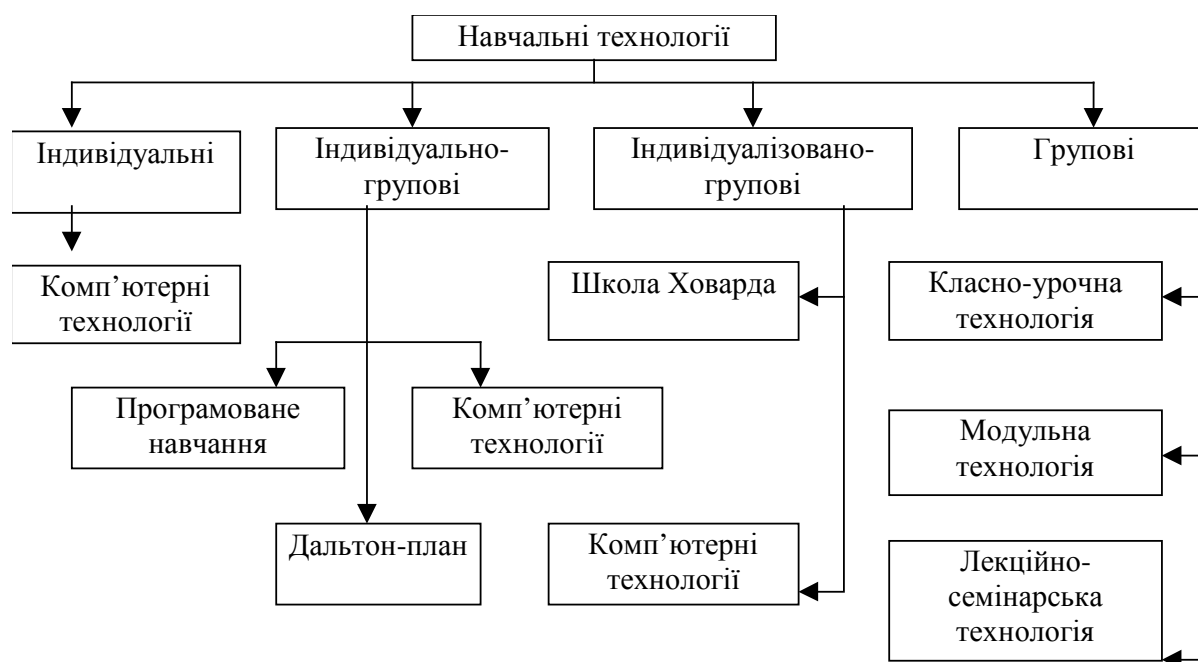 Навчальні технології
Індивідуальні
Індивідуально-
групові
Індивідуалізовано-
групові
Групові
Комп’ютерні
технології
Школа Ховарда
Класно-урочна
технологія
Програмоване
навчання
Комп’ютерні
технології
Модульна
технологія
Дальтон-план
Комп’ютерні
технології
Лекційно-
семінарська
технологія